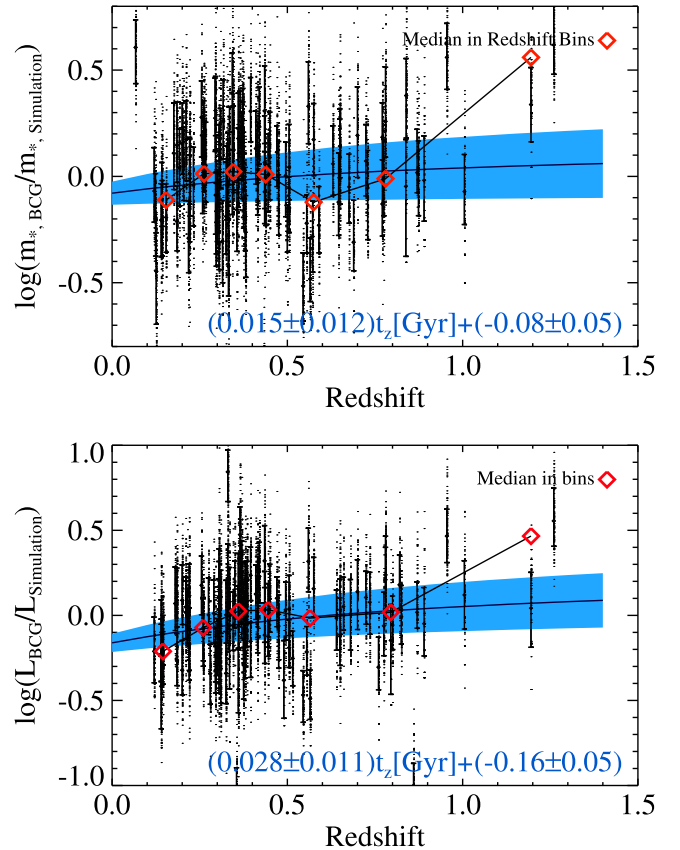 log(m*, BCG/m*, Simulation)
0.5
0.0
-0.5
Median in Redshift Bins
(0.015±0.012)tz[Gyr]+(-0.08±0.05)
0.0 0.5 1.0 1.5
Redshift
log(LBCG/LSimulation)
1.0
0.5
0.0
-0.5
-1.0
Median in bins
(0.028±0.011)tz[Gyr]+(-0.16±0.05)
0.0 0.5 1.0 1.5
Redshift